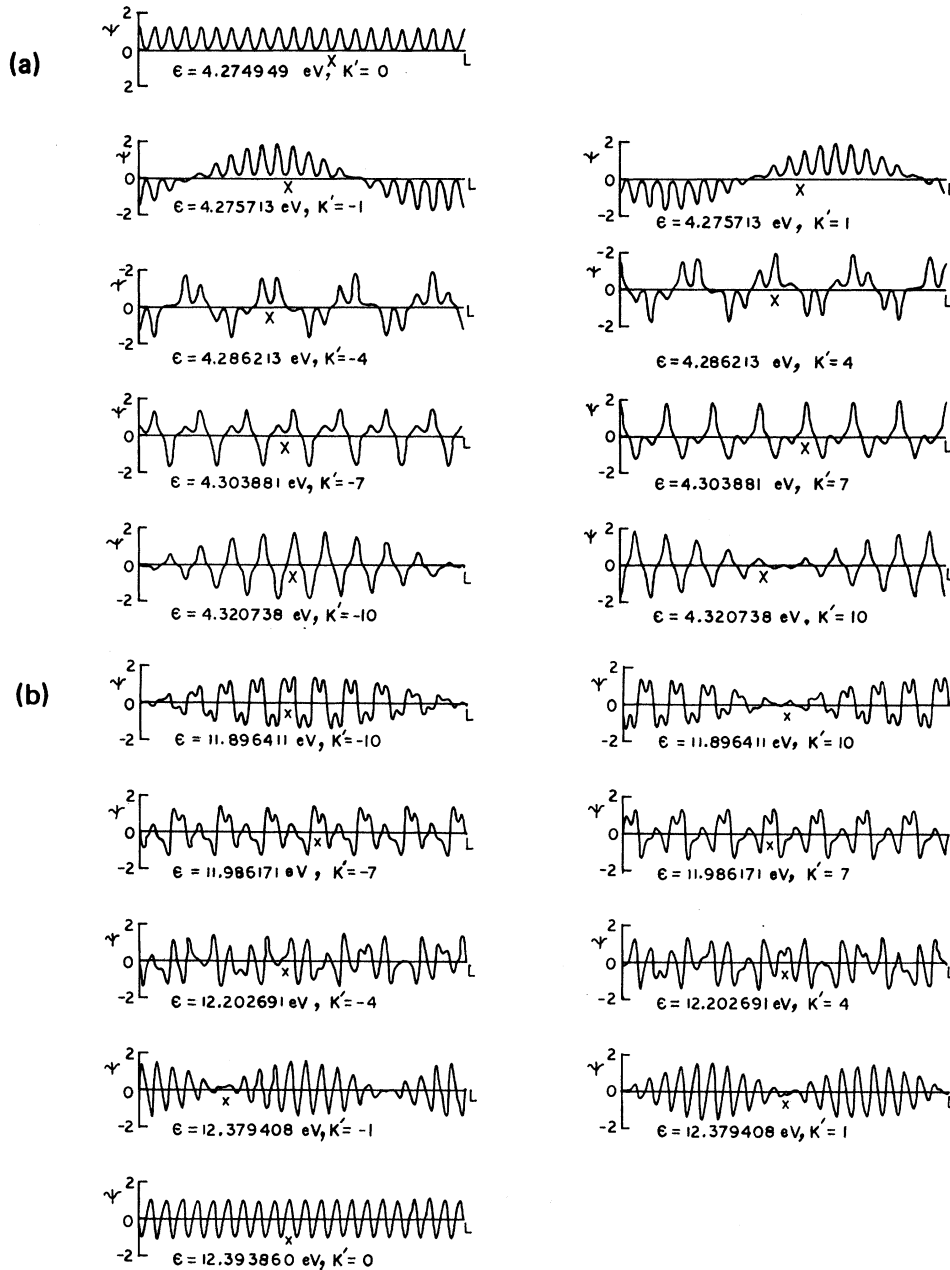 (a)
2
ψ
0
2
X
L
ϵ = 4.274949 eV, K′ = 0
2
ψ
0
-2
X
L
ϵ = 4.275713 eV, K′= -1
2
ψ
0
-2
X
L
ϵ = 4.275713 eV, K′= 1
-2
ψ
0
-2
X
L
ϵ = 4.286213 eV, K′= -4
-2
ψ
0
-2
X
L
ϵ = 4.286213 eV, K′= 4
2
ψ
0
-2
X
L
ϵ = 4.303881 eV, K′= -7
2
ψ
0
-2
X
L
ϵ = 4.303881 eV, K′= 7
2
ψ
0
-2
X
L
ϵ = 4.320738 eV, K′= -10
2
ψ
0
-2
X
L
ϵ = 4.320738 eV, K′= 10
(b)
2
ψ
0
-2
x
L
ϵ = 11.896411 eV, K′= -10
2
ψ
0
-2
x
L
ϵ = 11.896411 eV, K′= 10
2
ψ
0
-2
x
L
ϵ = 11.986171 eV , K′= -7
2
ψ
0
-2
x
L
ϵ = 11.986171 eV, K′= 7
2
ψ
0
-2
x
L
ϵ = 12.202691 eV , K′= -4
2
ψ
0
-2
x
L
ϵ = 12.202691 eV, K′= 4
2
ψ
0
-2
x
L
ϵ = 12.379408 eV, K′= -1
2
ψ
0
-2
x
L
ϵ = 12.379408 eV, K′= 1
2
ψ
0
-2
x
L
ϵ = 12.393860 eV, K′= 0